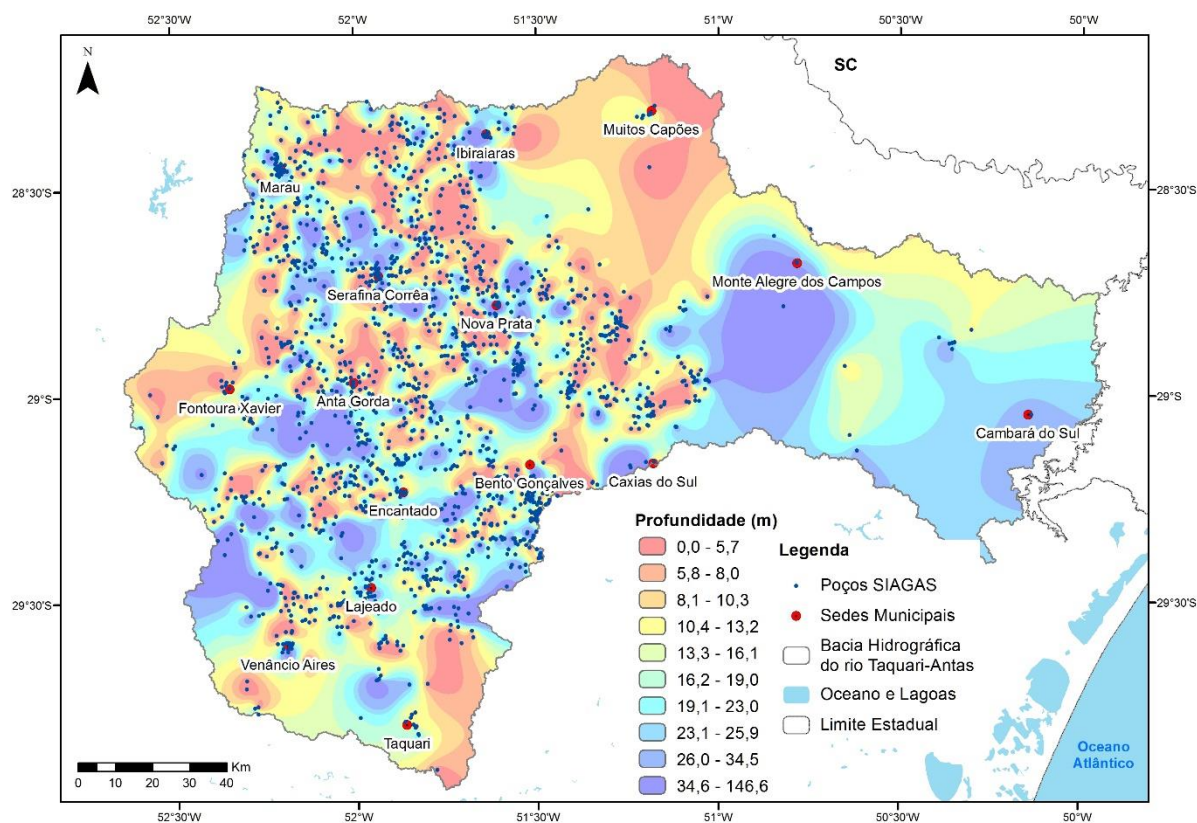 52°30'W
52°W
51°30'W
51°W
50°30'W
50°W
N
SC
Muitos Capões
Ibiraiaras
Marau
28°30'S
28°30'S
Monte Alegre dos Campos
Serafina Corrêa
Nova Prata
29°S
29°S
Fontoura Xavier
Anta Gorda
Cambará do Sul
Bento Gonçalves
Caxias do Sul
Encantado
Profundidade (m)
0,0 - 5,7
5,8 - 8,0
8,1 - 10,3
10,4 - 13,2
13,3 - 16,1
16,2 - 19,0
19,1 - 23,0
23,1 - 25,9
26,0 - 34,5
34,6 - 146,6
Legenda
Poços SIAGAS
Sedes Municipais
Bacia Hidrográfica
do rio Taquari-Antas
Oceano e Lagoas
Limite Estadual
29°30'S
29°30'S
Lajeado
Venâncio Aires
Taquari
Oceano
Atlântico
Km
0 10 20 30 40
52°30'W
52°W
51°30'W
51°W
50°30'W
50°W